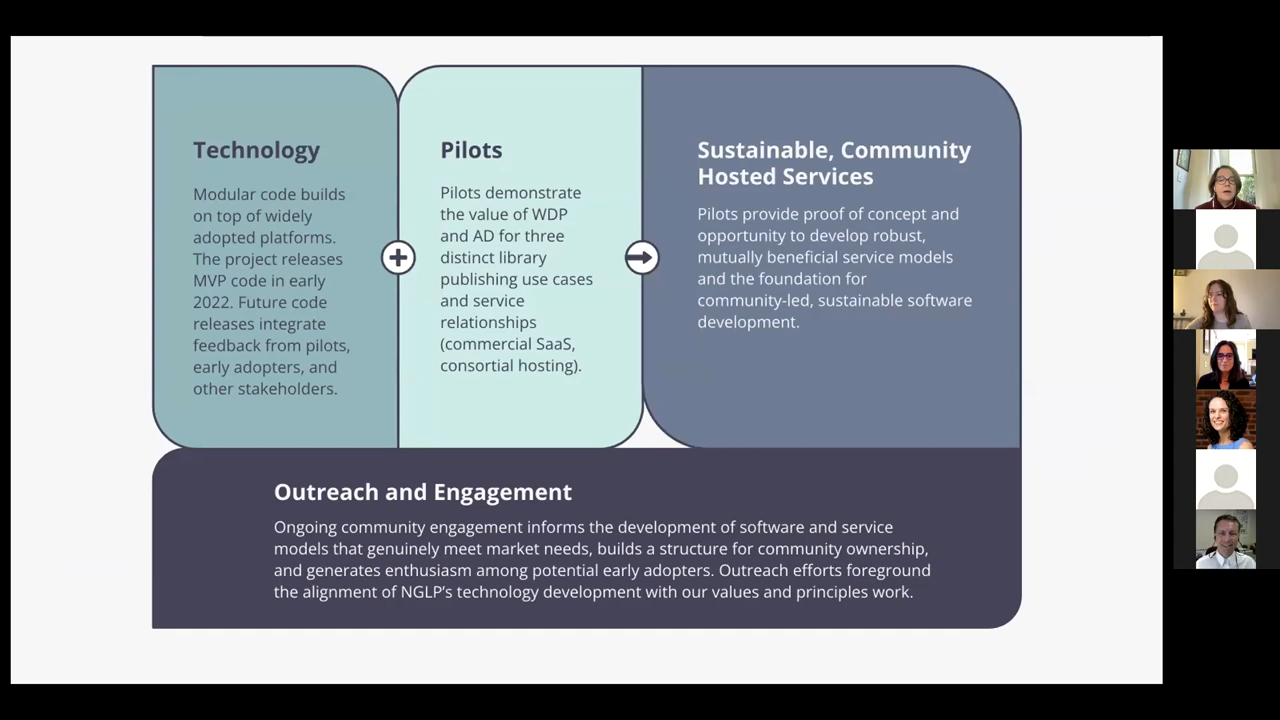 Technology
Modular code builds
on top of widely
adopted platforms.
The project releases
MVP code in early
2022. Future code
releases integrate
feedback from pilots,
early adopters, and
other stakeholders.
Pilots
Pilots demonstrate
the value of WDP
and AD for three
distinct library
publishing use cases
and service
relationships
(commercial SaaS,
consortial hosting).
Sustainable, Community
Hosted Services
Pilots provide proof of concept and
opportunity to develop robust,
mutually beneficial service models
and the foundation for
community-led, sustainable software
development.
Outreach and Engagement
Ongoing community engagement informs the development of software and service
models that genuinely meet market needs, builds a structure for community ownership,
and generates enthusiasm among potential early adopters. Outreach efforts foreground
the alignment of NGLP’s technology development with our values and principles work.